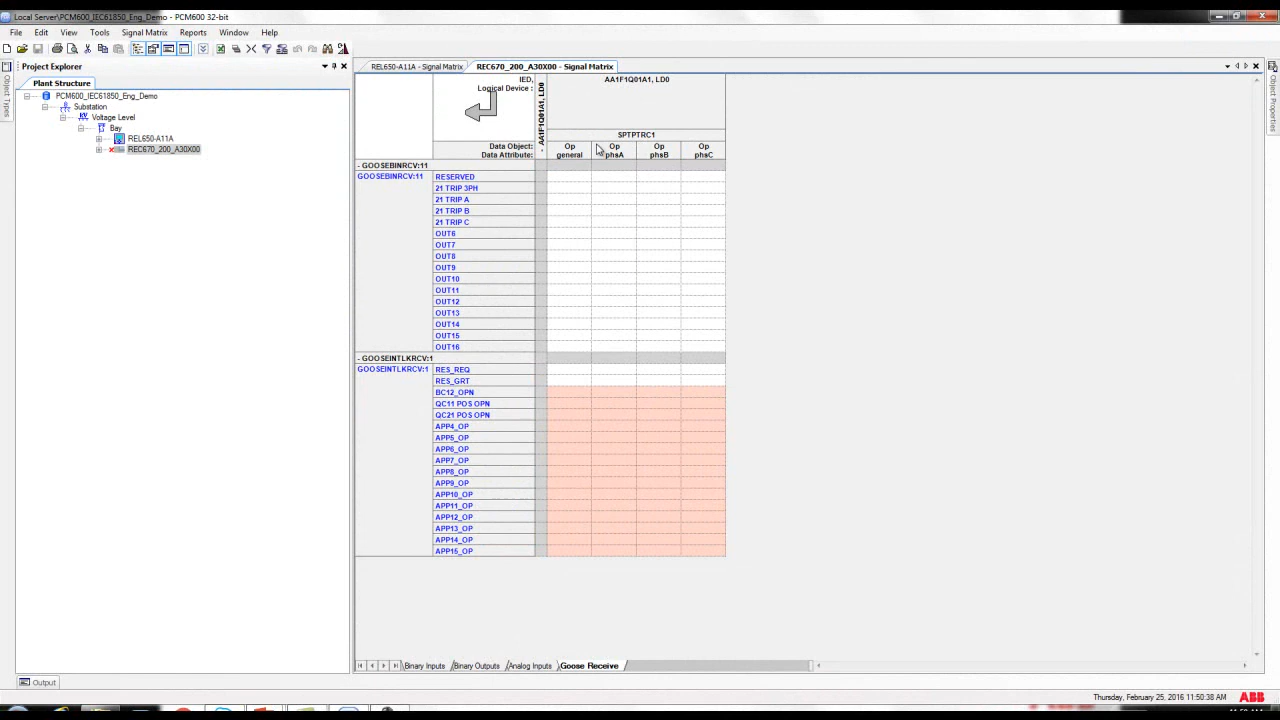 Local Server\PCM600_IEC61850_Eng_Demo - PCM600 32-bit
File Edit View Tools Signal Matrix Reports Window Help
Project Explorer
Plant Structure
PCM600_IEC61850_Eng_Demo
Substation
Voltage Level
Bay
REL650-A11A
REC670_200_A30X00
Object Types
REL650-A11A - Signal Matrix
REC670_200_A30X00 - Signal Matrix
IED,
Logical Device :
- AA1F1Q01A1, LD0
AA1F1Q01A1, LD0
SPTPTRC1
Data Object: Op Op Op Op
Data Attribute: general phsA phsB phsC
- GOOSEBINRCV:11
GOOSEBINRCV:11 RESERVED
21 TRIP 3PH
21 TRIP A
21 TRIP B
21 TRIP C
OUT6
OUT7
OUT8
OUT9
OUT10
OUT11
OUT12
OUT13
OUT14
OUT15
OUT16
- GOOSEINTLKRCV:1
GOOSEINTLKRCV:1 RES_REQ
RES_GRT
BC12_OPN
QC11 POS OPN
QC21 POS OPN
APP4_OP
APP5_OP
APP6_OP
APP7_OP
APP8_OP
APP9_OP
APP10_OP
APP11_OP
APP12_OP
APP13_OP
APP14_OP
APP15_OP
Binary Inputs Binary Outputs Analog Inputs Goose Receive
Object Properties
Output
Thursday, February 25, 2016 11:50:38 AM
ABB